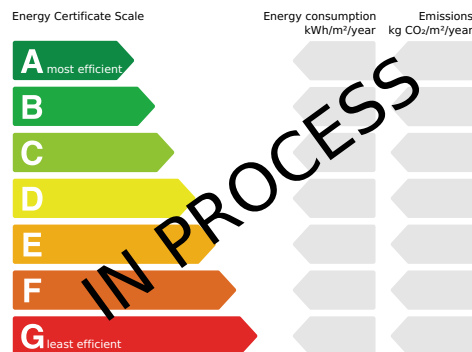 Energy Certificate Scale
Energy consumption
kWh/m²/year
Emissions
kg CO₂/m²/year
A most efficient
B
C
D
E
F
G least efficient
IN PROCESS